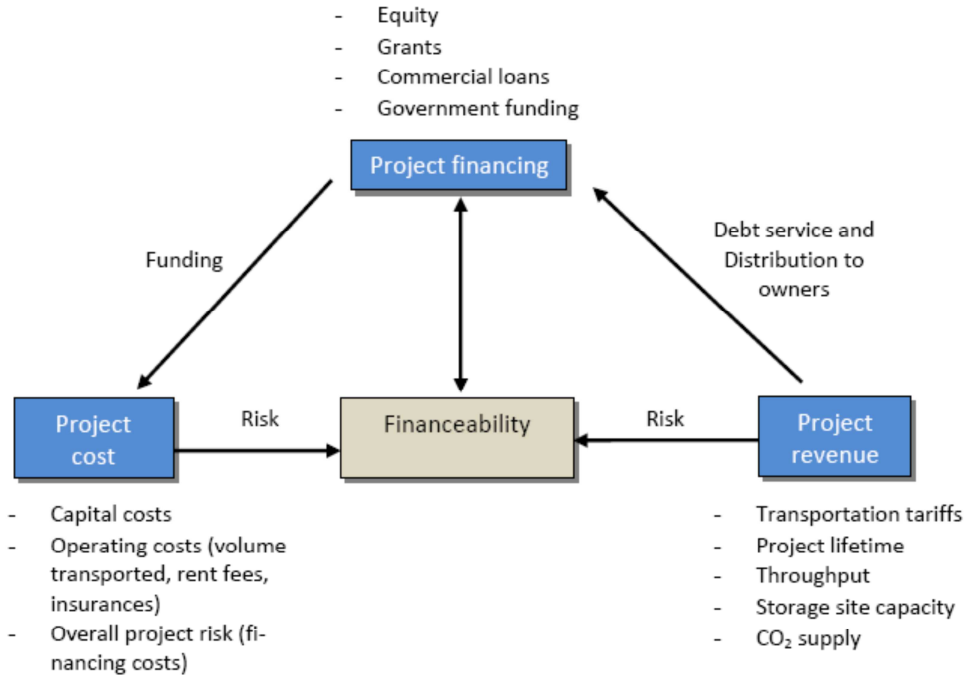 - Equity
- Grants
- Commercial loans
- Government funding
Project financing
Funding
Debt service and
Distribution to
owners
Project
cost
Risk
Financeability
Risk
Project
revenue
- Capital costs
- Operating costs (volume
transported, rent fees,
insurances)
- Overall project risk (fi-
nancing costs)
- Transportation tariffs
- Project lifetime
- Throughput
- Storage site capacity
- CO₂ supply